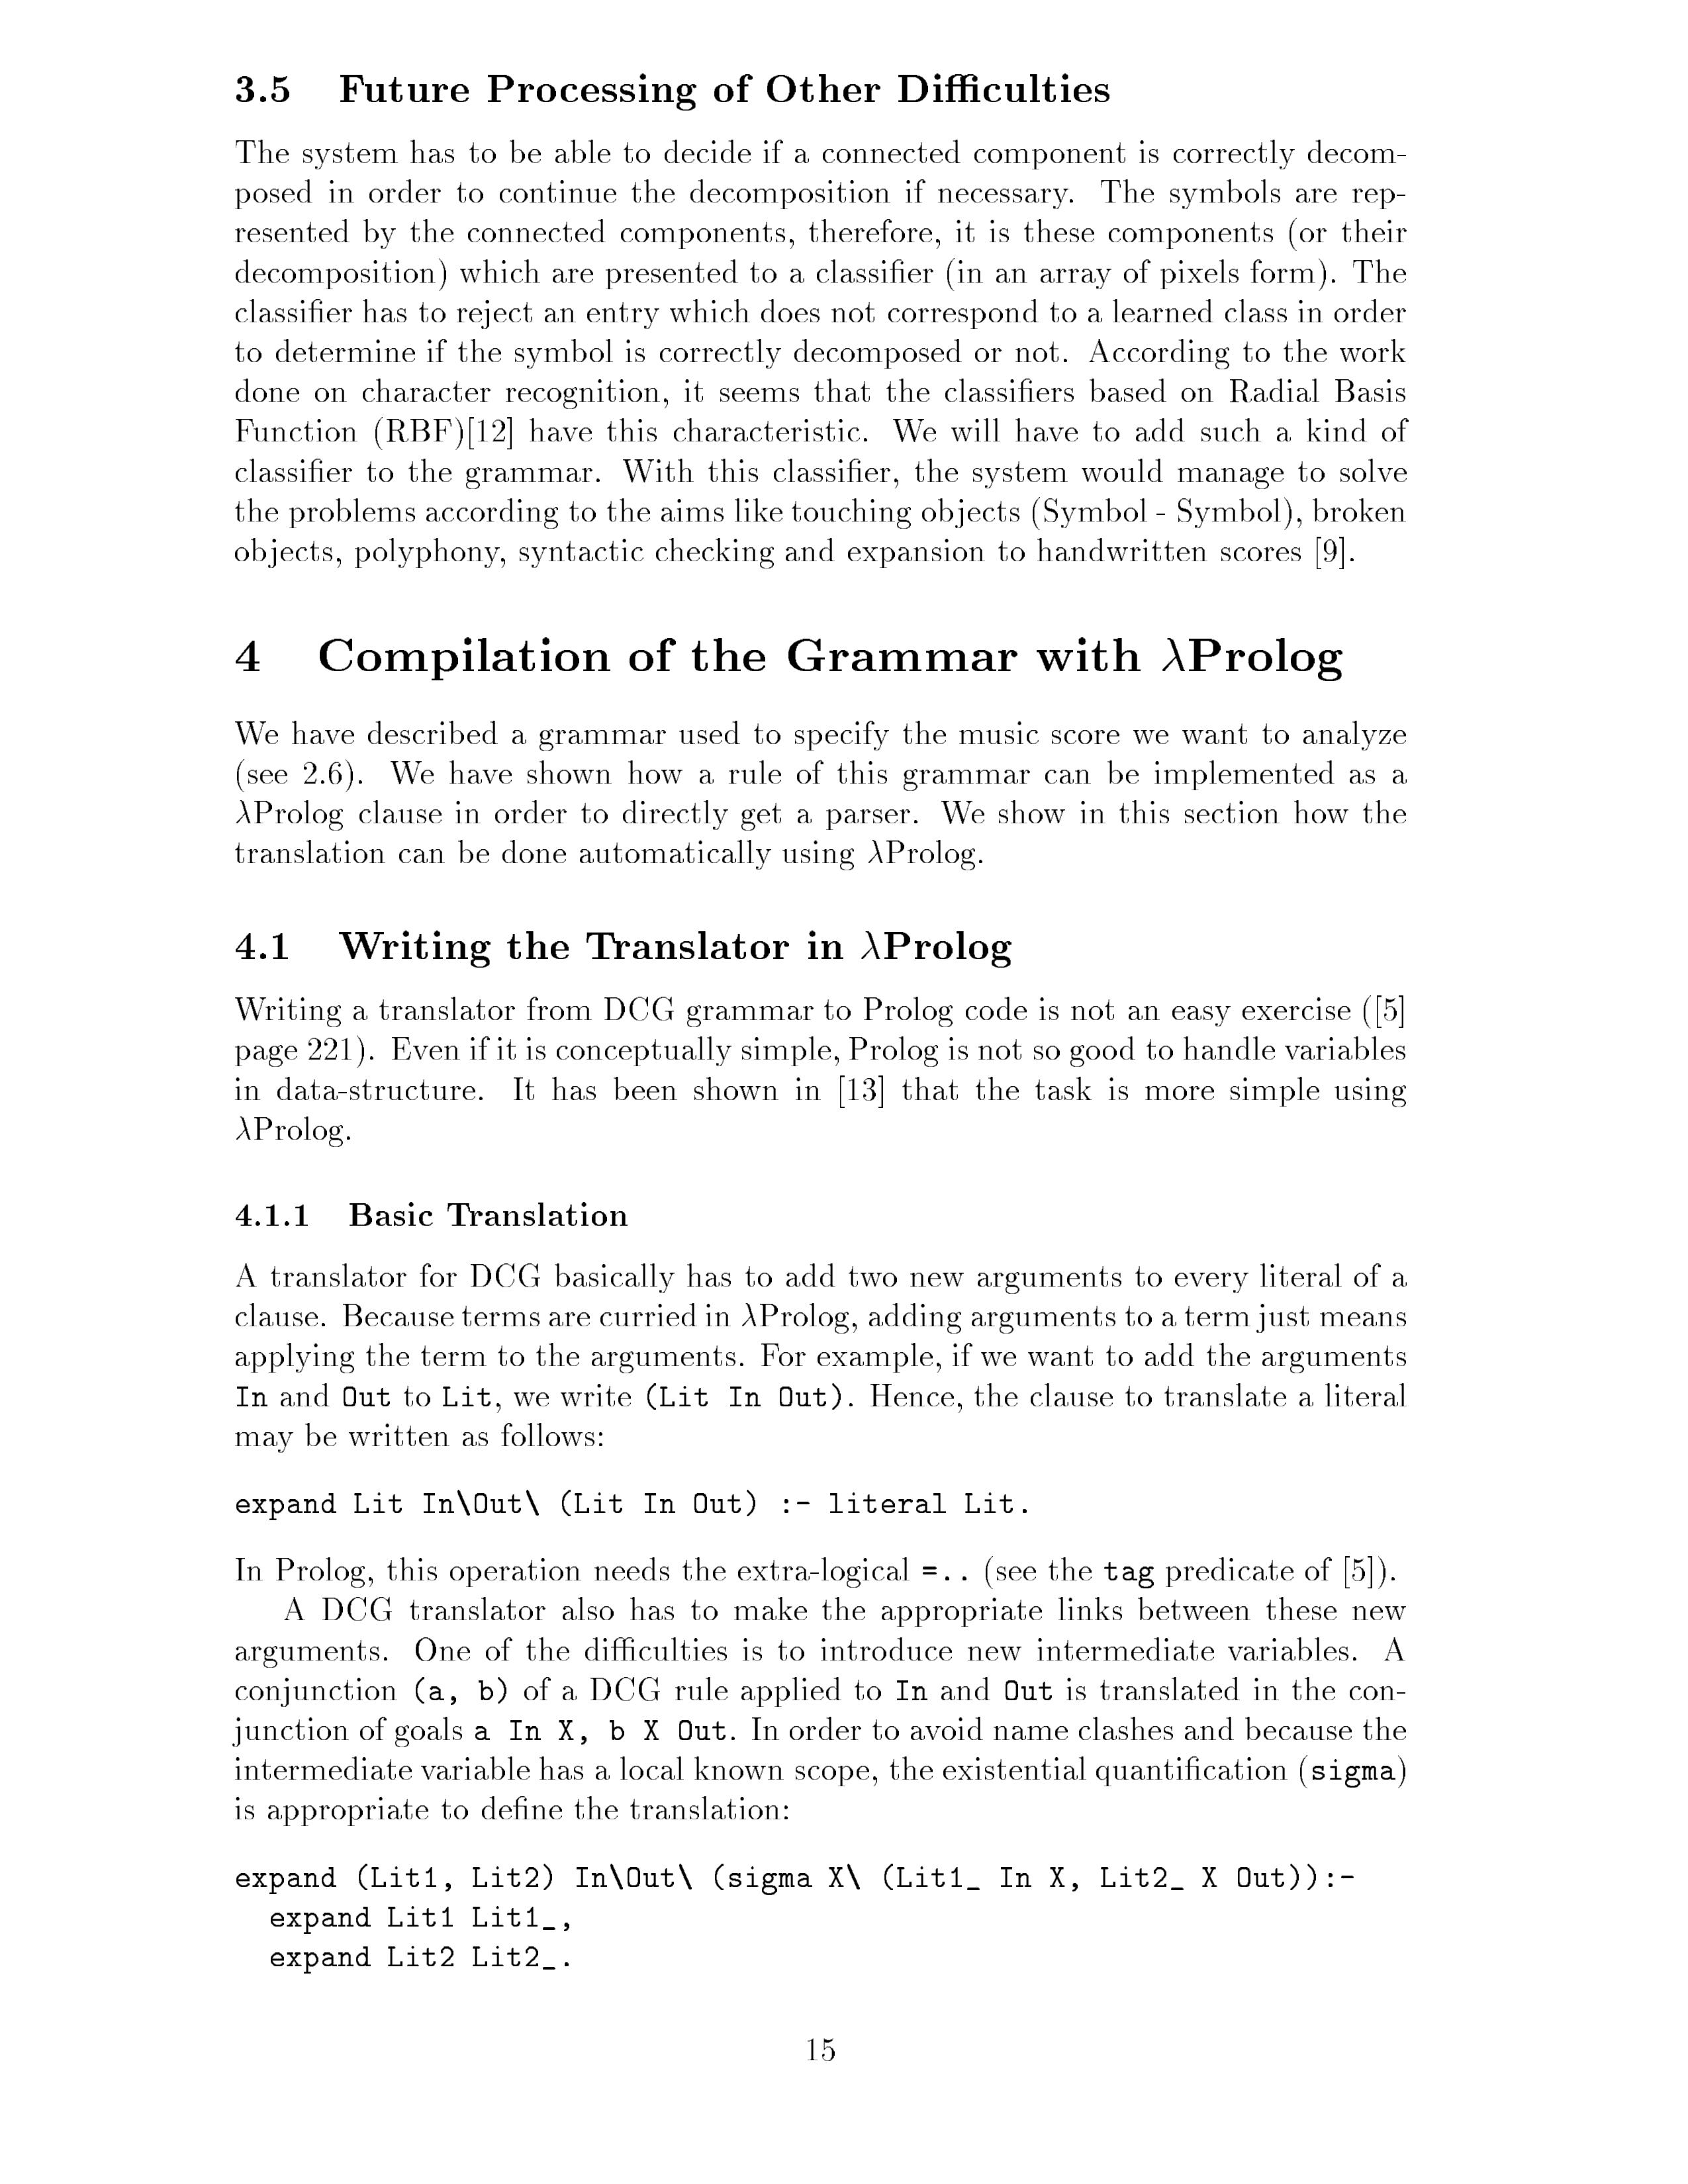 3.5 Future Processing of Other Difficulties
The system has to be able to decide if a connected component is correctly decom-
posed in order to continue the decomposition if necessary. The symbols are rep-
resented by the connected components, therefore, it is these components (or their
decomposition) which are presented to a classifier (in an array of pixels form). The
classifier has to reject an entry which does not correspond to a learned class in order
to determine if the symbol is correctly decomposed or not. According to the work
done on character recognition, it seems that the classifiers based on Radial Basis
Function (RBF)[12] have this characteristic. We will have to add such a kind of
classifier to the grammar. With this classifier, the system would manage to solve
the problems according to the aims like touching objects (Symbol - Symbol), broken
objects, polyphony, syntactic checking and expansion to handwritten scores [9].
4 Compilation of the Grammar with λProlog
We have described a grammar used to specify the music score we want to analyze
(see 2.6). We have shown how a rule of this grammar can be implemented as a
λProlog clause in order to directly get a parser. We show in this section how the
translation can be done automatically using λProlog.
4.1 Writing the Translator in λProlog
Writing a translator from DCG grammar to Prolog code is not an easy exercise ([5]
page 221). Even if it is conceptually simple, Prolog is not so good to handle variables
in data-structure. It has been shown in [13] that the task is more simple using
λProlog.
4.1.1 Basic Translation
A translator for DCG basically has to add two new arguments to every literal of a
clause. Because terms are curried in λProlog, adding arguments to a term just means
applying the term to the arguments. For example, if we want to add the arguments
In and Out to Lit, we write (Lit In Out). Hence, the clause to translate a literal
may be written as follows:
expand Lit In\Out\ (Lit In Out) :- literal Lit.
In Prolog, this operation needs the extra-logical =.. (see the tag predicate of [5]).
A DCG translator also has to make the appropriate links between these new
arguments. One of the difficulties is to introduce new intermediate variables. A
conjunction (a, b) of a DCG rule applied to In and Out is translated in the con-
junction of goals a In X, b X Out. In order to avoid name clashes and because the
intermediate variable has a local known scope, the existential quantification (sigma)
is appropriate to define the translation:
expand (Lit1, Lit2) In\Out\ (sigma X\ (Lit1_ In X, Lit2_ X Out)):-
expand Lit1 Lit1_,
expand Lit2 Lit2_.
15